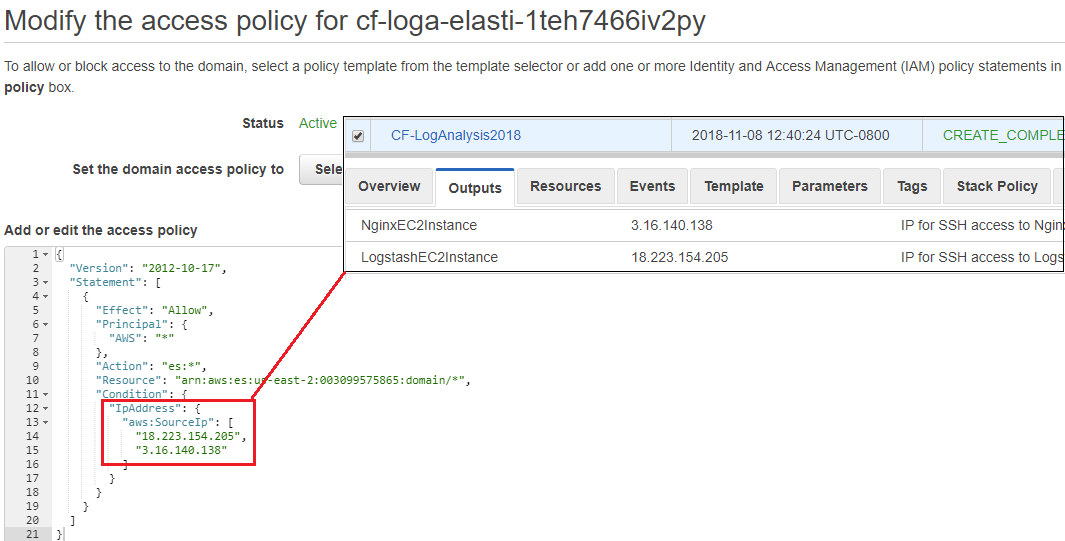 Modify the access policy for cf-loga-elasti-1teh7466iv2py
To allow or block access to the domain, select a policy template from the template selector or add one or more Identity and Access Management (IAM) policy statements in
policy box.
Status Active
Set the domain access policy to Sele
CF-LogAnalysis2018 2018-11-08 12:40:24 UTC-0800 CREATE_COMPLE
Overview Outputs Resources Events Template Parameters Tags Stack Policy
NginxEC2Instance 3.16.140.138 IP for SSH access to Nginx
LogstashEC2Instance 18.223.154.205 IP for SSH access to Logs
Add or edit the access policy
1 {
2 "Version": "2012-10-17",
3 "Statement": [
4 {
5 "Effect": "Allow",
6 "Principal": {
7 "AWS": "*"
8 },
9 "Action": "es:*",
10 "Resource": "arn:aws:es:us-east-2:003099575865:domain/*",
11 "Condition": {
12 "IpAddress": {
13 "aws:SourceIp": [
14 "18.223.154.205",
15 "3.16.140.138"
16 ]
17 }
18 }
19 }
20 ]
21 }